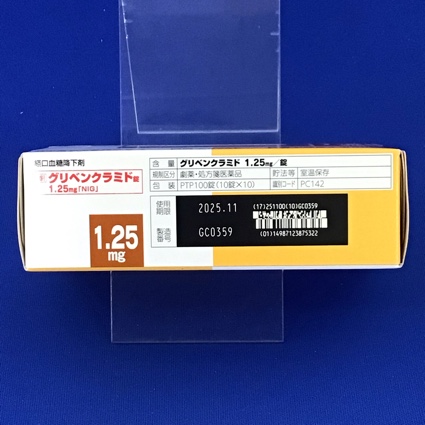 経口血糖降下剤
劇 グリベンクラミド錠
1.25mg「NIG」
1.25
mg
含 量 グリベンクラミド 1.25mg／錠
規制区分 劇薬・処方箋医薬品 貯法等 室温保存
包 装 PTP100錠(10錠×10) 識別コード PC142
使用
期限 2025.11
製造
番号 GC0359
(17)251100(10)GC0359
(01)14987123875322